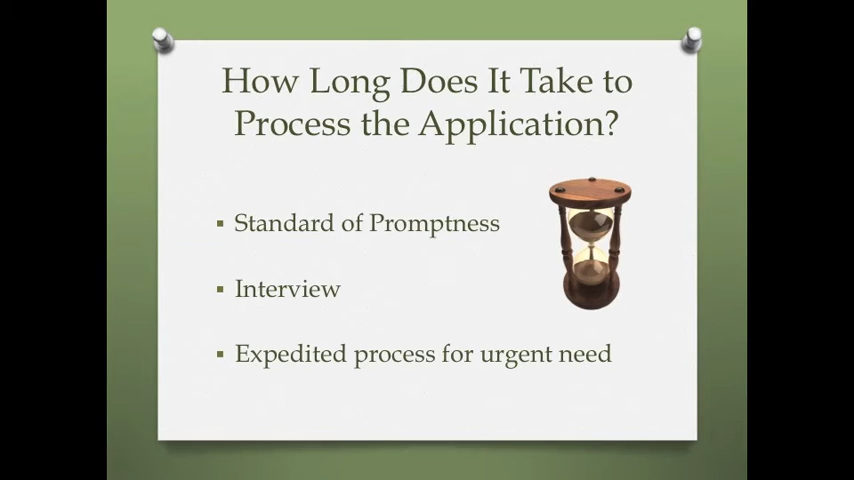 How Long Does It Take to
Process the Application?
▪ Standard of Promptness
▪ Interview
▪ Expedited process for urgent need